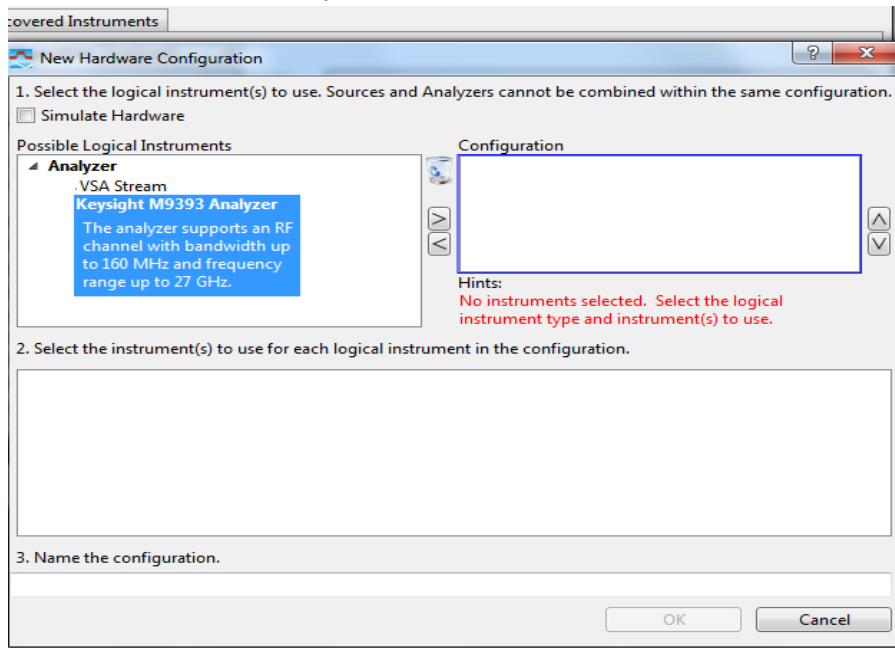 covered Instruments
New Hardware Configuration
1. Select the logical instrument(s) to use. Sources and Analyzers cannot be combined within the same configuration.
Simulate Hardware
Possible Logical Instruments
Configuration
Analyzer
VSA Stream
Keysight M9393 Analyzer
The analyzer supports an RF
channel with bandwidth up
to 160 MHz and frequency
range up to 27 GHz.
>
<
Hints:
No instruments selected. Select the logical
instrument type and instrument(s) to use.
2. Select the instrument(s) to use for each logical instrument in the configuration.
3. Name the configuration.
OK
Cancel